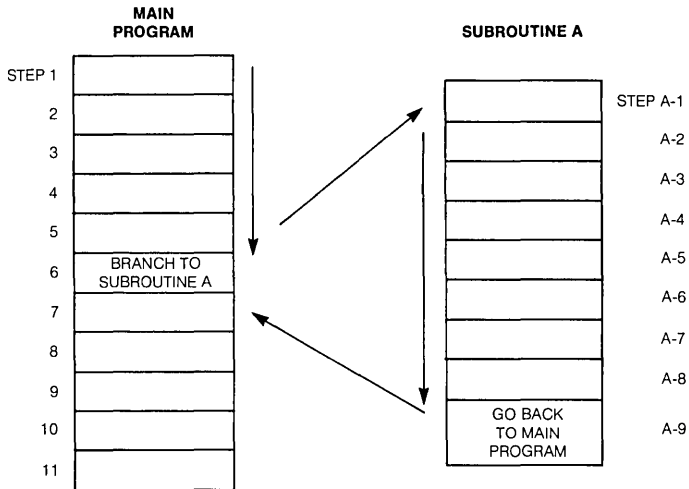 MAIN
PROGRAM
STEP 1
2
3
4
5
6
BRANCH TO
SUBROUTINE A
7
8
9
10
11
SUBROUTINE A
STEP A-1
A-2
A-3
A-4
A-5
A-6
A-7
A-8
GO BACK
TO MAIN
PROGRAM
A-9